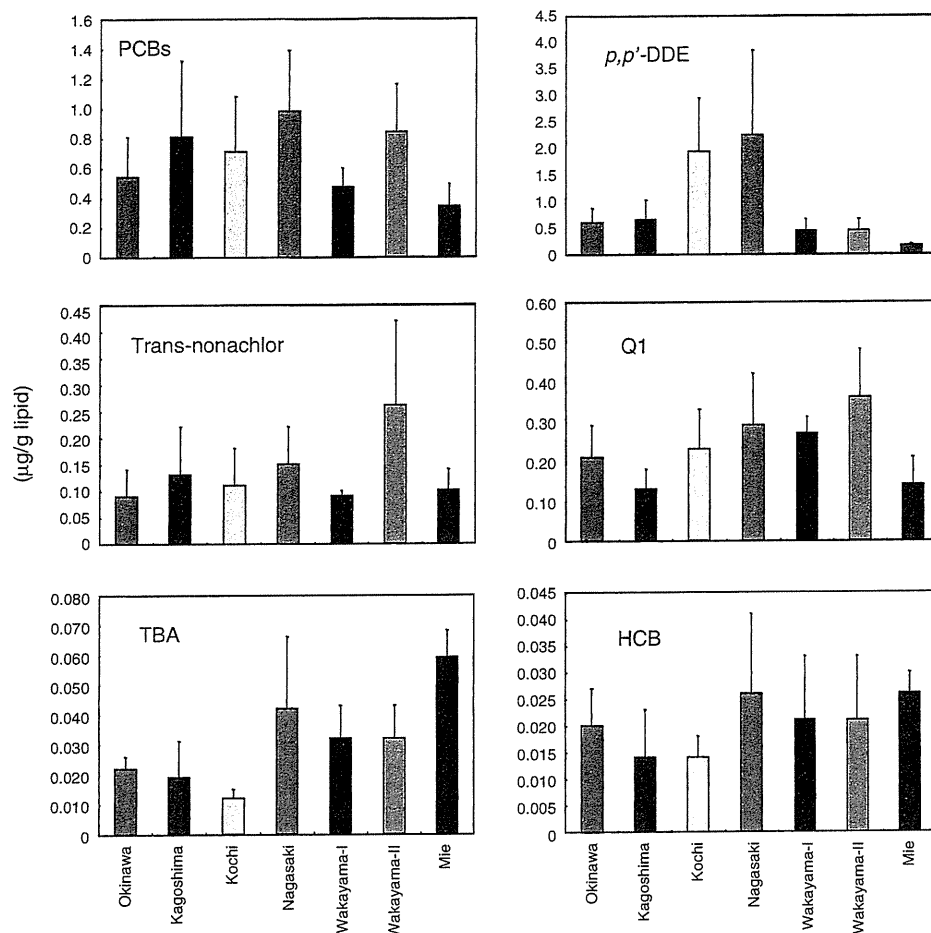 PCBs
1.6
1.4
1.2
1.0
0.8
0.6
0.4
0.2
0
p,p'-DDE
4.5
4.0
3.5
3.0
2.5
2.0
1.5
1.0
0.5
0
(µg/g lipid)
Trans-nonachlor
0.45
0.40
0.35
0.30
0.25
0.20
0.15
0.10
0.05
0
Q1
0.60
0.50
0.40
0.30
0.20
0.10
0
TBA
0.080
0.070
0.060
0.050
0.040
0.030
0.020
0.010
0
Okinawa
Kagoshima
Kochi
Nagasaki
Wakayama-I
Wakayama-II
Mie
HCB
0.045
0.040
0.035
0.030
0.025
0.020
0.015
0.010
0.005
0
Okinawa
Kagoshima
Kochi
Nagasaki
Wakayama-I
Wakayama-II
Mie